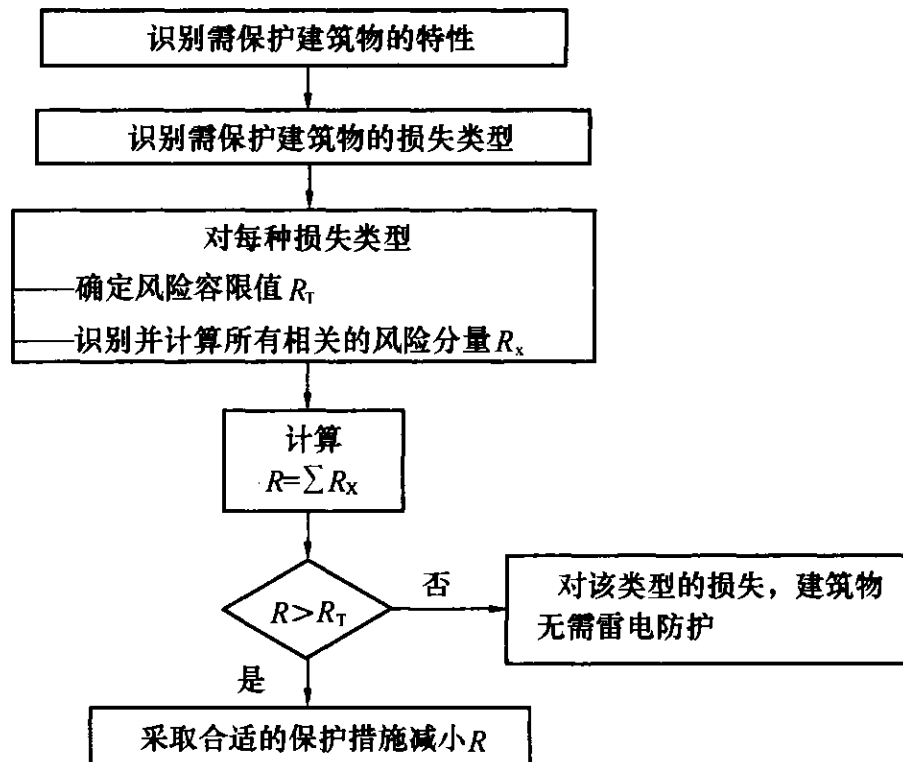 识别需保护建筑物的特性
识别需保护建筑物的损失类型
对每种损失类型
——确定风险容限值 R_T
——识别并计算所有相关的风险分量 R_x
计算
R=∑R_X
R>R_T
否
对该类型的损失，建筑物
无需雷电防护
是
采取合适的保护措施减小R